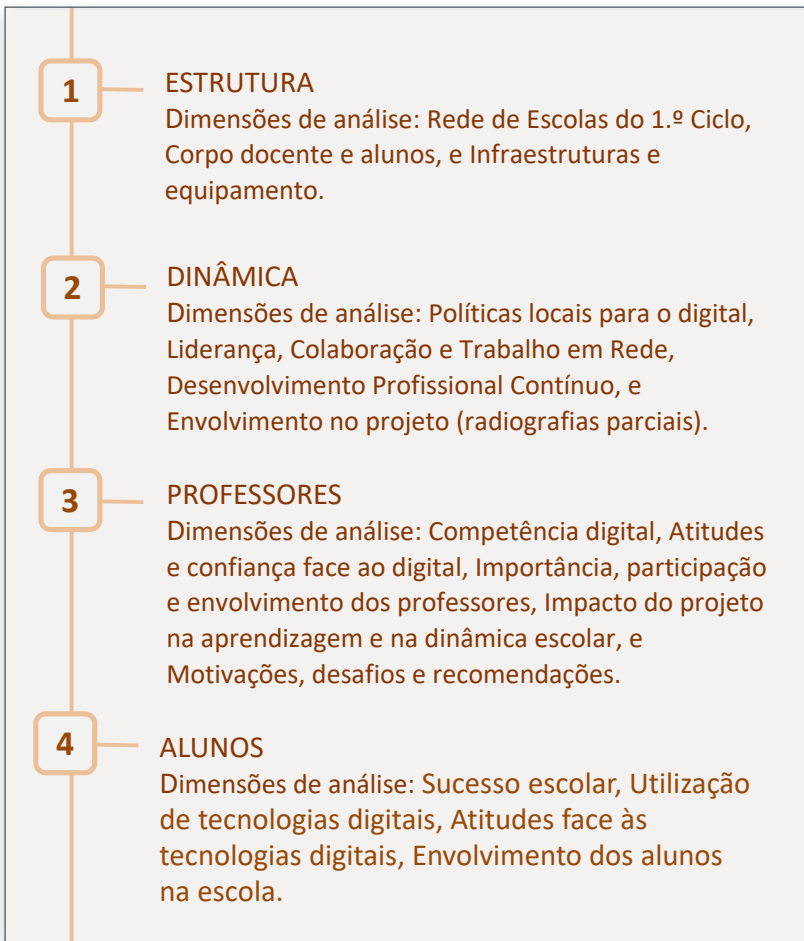 1
ESTRUTURA
Dimensões de análise: Rede de Escolas do 1.º Ciclo,
Corpo docente e alunos, e Infraestruturas e
equipamento.
2
DINÂMICA
Dimensões de análise: Políticas locais para o digital,
Liderança, Colaboração e Trabalho em Rede,
Desenvolvimento Profissional Contínuo, e
Envolvimento no projeto (radiografias parciais).
3
PROFESSORES
Dimensões de análise: Competência digital, Atitudes
e confiança face ao digital, Importância, participação
e envolvimento dos professores, Impacto do projeto
na aprendizagem e na dinâmica escolar, e
Motivações, desafios e recomendações.
4
ALUNOS
Dimensões de análise: Sucesso escolar, Utilização
de tecnologias digitais, Atitudes face às
tecnologias digitais, Envolvimento dos alunos
na escola.